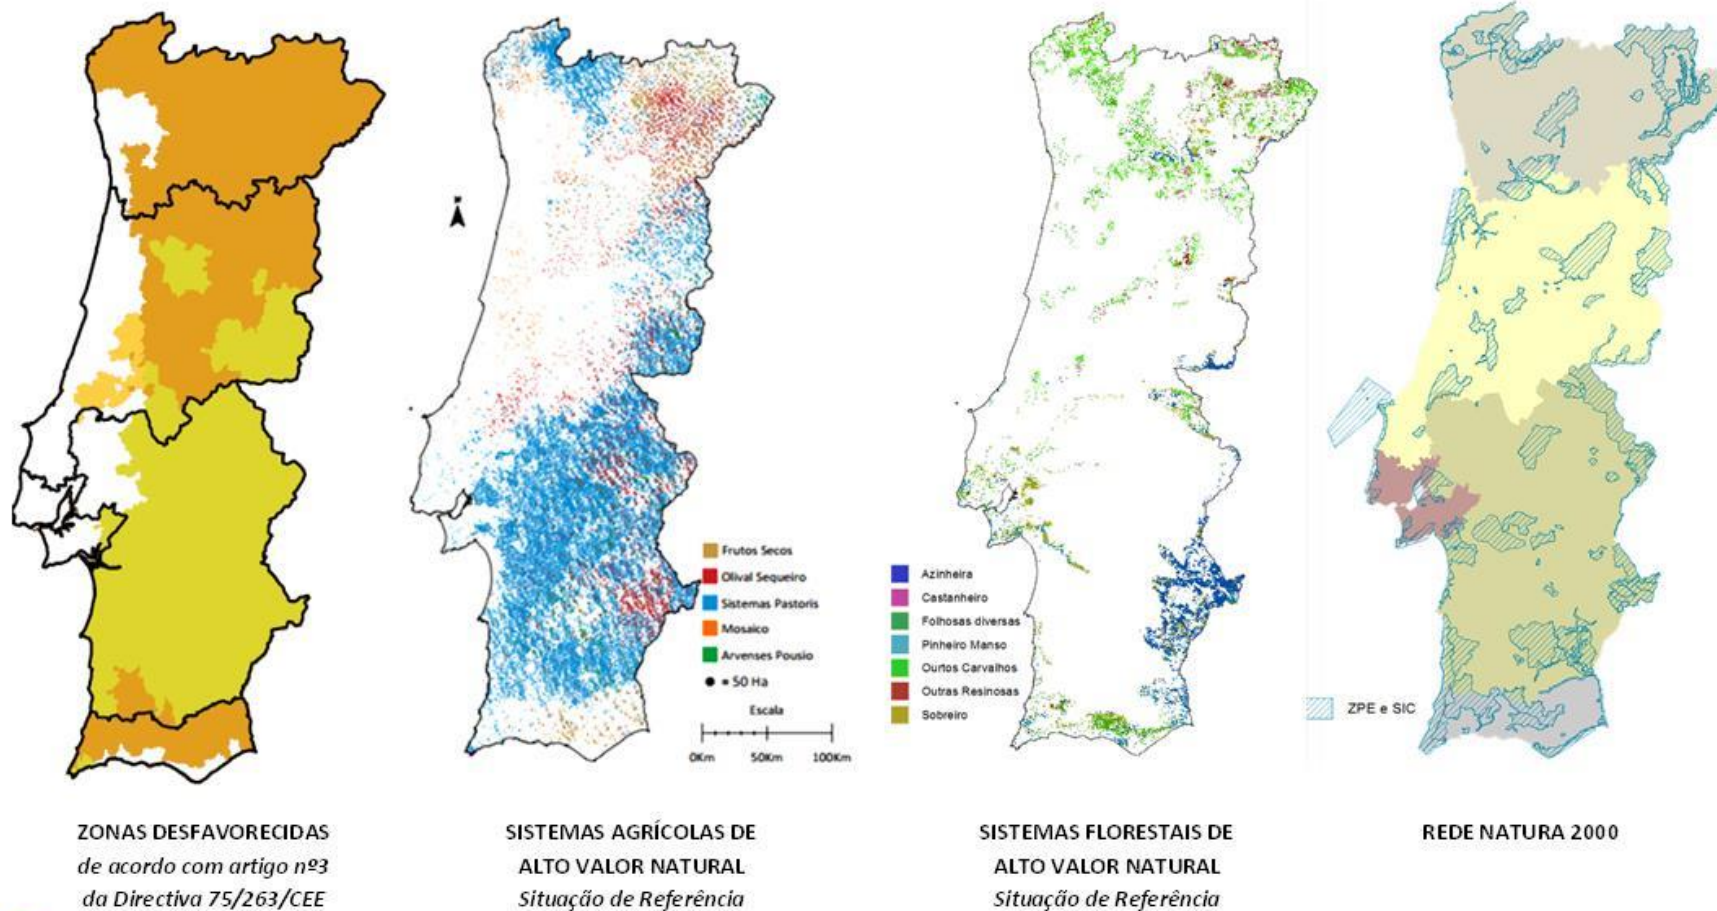 N
Frutos Secos
Olival Sequeiro
Sistemas Pastoris
Mosaico
Arvenses Pousio
= 50 Ha
Escala
0Km 50Km 100Km
Azinheira
Castanheiro
Folhosas diversas
Pinheiro Manso
Ourtos Carvalhos
Outras Resinosas
Sobreiro
ZPE e SIC
ZONAS DESFAVORECIDAS
de acordo com artigo nº3
da Directiva 75/263/CEE
SISTEMAS AGRÍCOLAS DE
ALTO VALOR NATURAL
Situação de Referência
SISTEMAS FLORESTAIS DE
ALTO VALOR NATURAL
Situação de Referência
REDE NATURA 2000